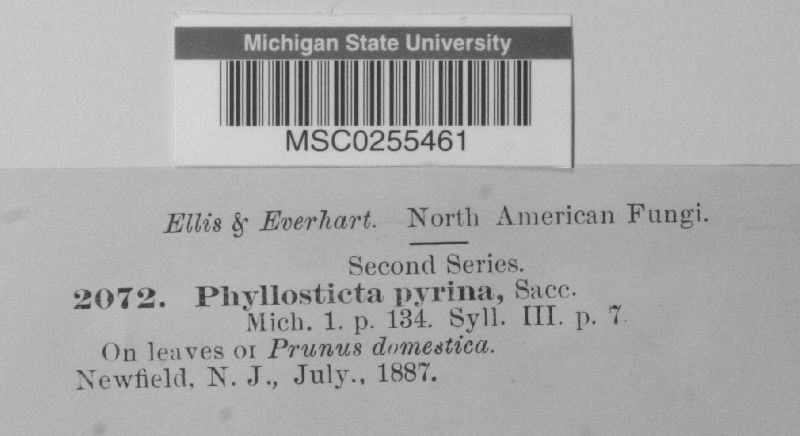 Michigan State University
MSC0255461
Ellis & Everhart. North American Fungi.
Second Series.
2072. Phyllosticta pyrina, Sacc.
Mich. 1. p. 134. Syll. III. p. 7.
On leaves of Prunus domestica.
Newfield, N. J., July., 1887.